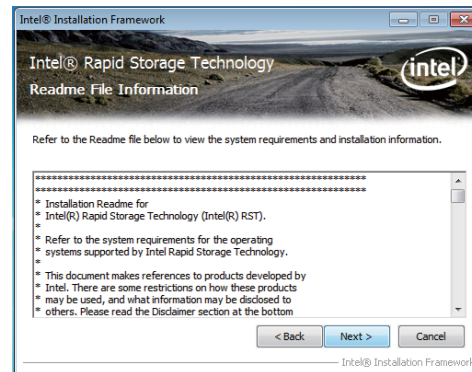 Intel® Installation Framework
Intel® Rapid Storage Technology
Readme File Information
intel
Refer to the Readme file below to view the system requirements and installation information.
************************************************************
************************************************************
* Installation Readme for
* Intel(R) Rapid Storage Technology (Intel(R) RST).
*
* Refer to the system requirements for the operating
* systems supported by Intel Rapid Storage Technology.
*
* This document makes references to products developed by
* Intel. There are some restrictions on how these products
* may be used, and what information may be disclosed to
* others. Please read the Disclaimer section at the bottom
< Back Next > Cancel
Intel® Installation Framework